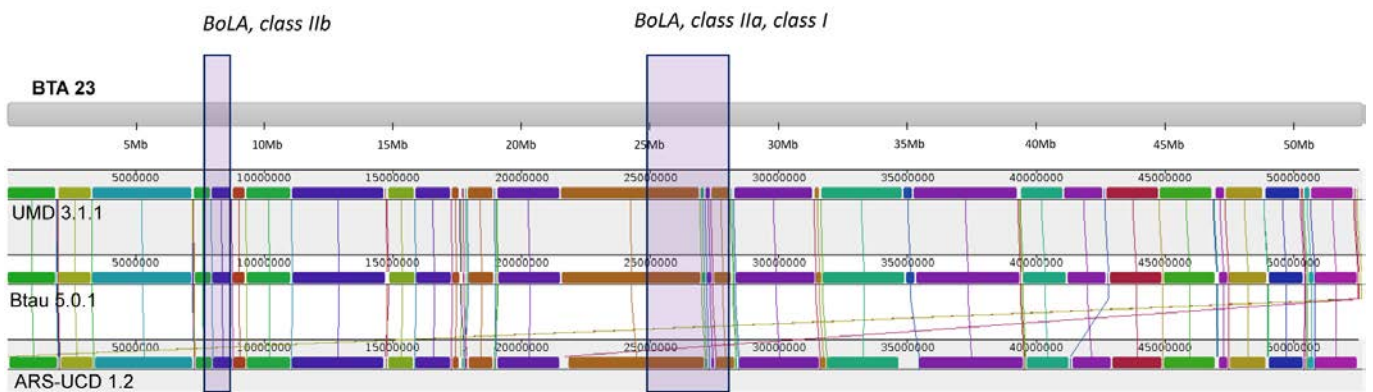 BoLA, class IIb
BoLA, class IIa, class I
BTA 23
5Mb 10Mb 15Mb 20Mb 25Mb 30Mb 35Mb 40Mb 45Mb 50Mb
5000000 10000000 15000000 20000000 25000000 30000000 35000000 40000000 45000000 50000000
UMD 3.1.1
5000000 10000000 15000000 20000000 25000000 30000000 35000000 40000000 45000000 50000000
Btau 5.0.1
5000000 10000000 15000000 20000000 25000000 30000000 35000000 40000000 45000000 50000000
ARS-UCD 1.2